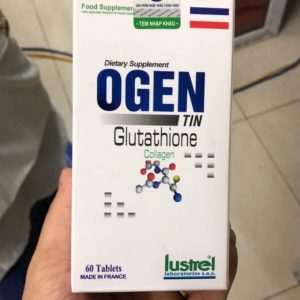 Food Supplement
• TEM NHẬP KHẨU •
Dietary Supplement
OGEN
TIN
Glutathione
Collagen
60 Tablets
MADE IN FRANCE
lustrel
laboratoires s.a.s.